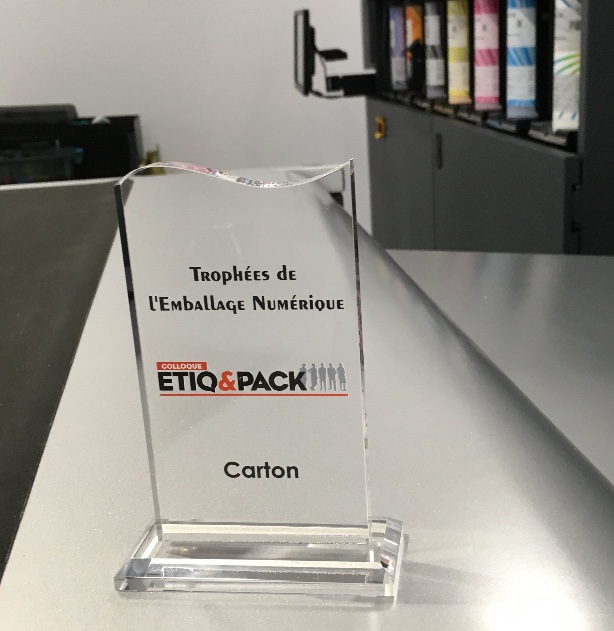 Trophées de
l'Emballage Numérique
COLLOQUE
ETIQ&PACK
Carton